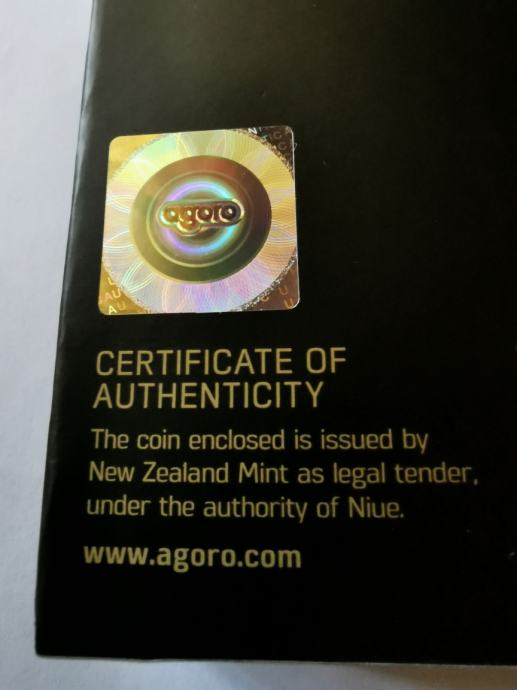 agoro
CERTIFICATE OF
AUTHENTICITY
The coin enclosed is issued by
New Zealand Mint as legal tender,
under the authority of Niue.
www.agoro.com